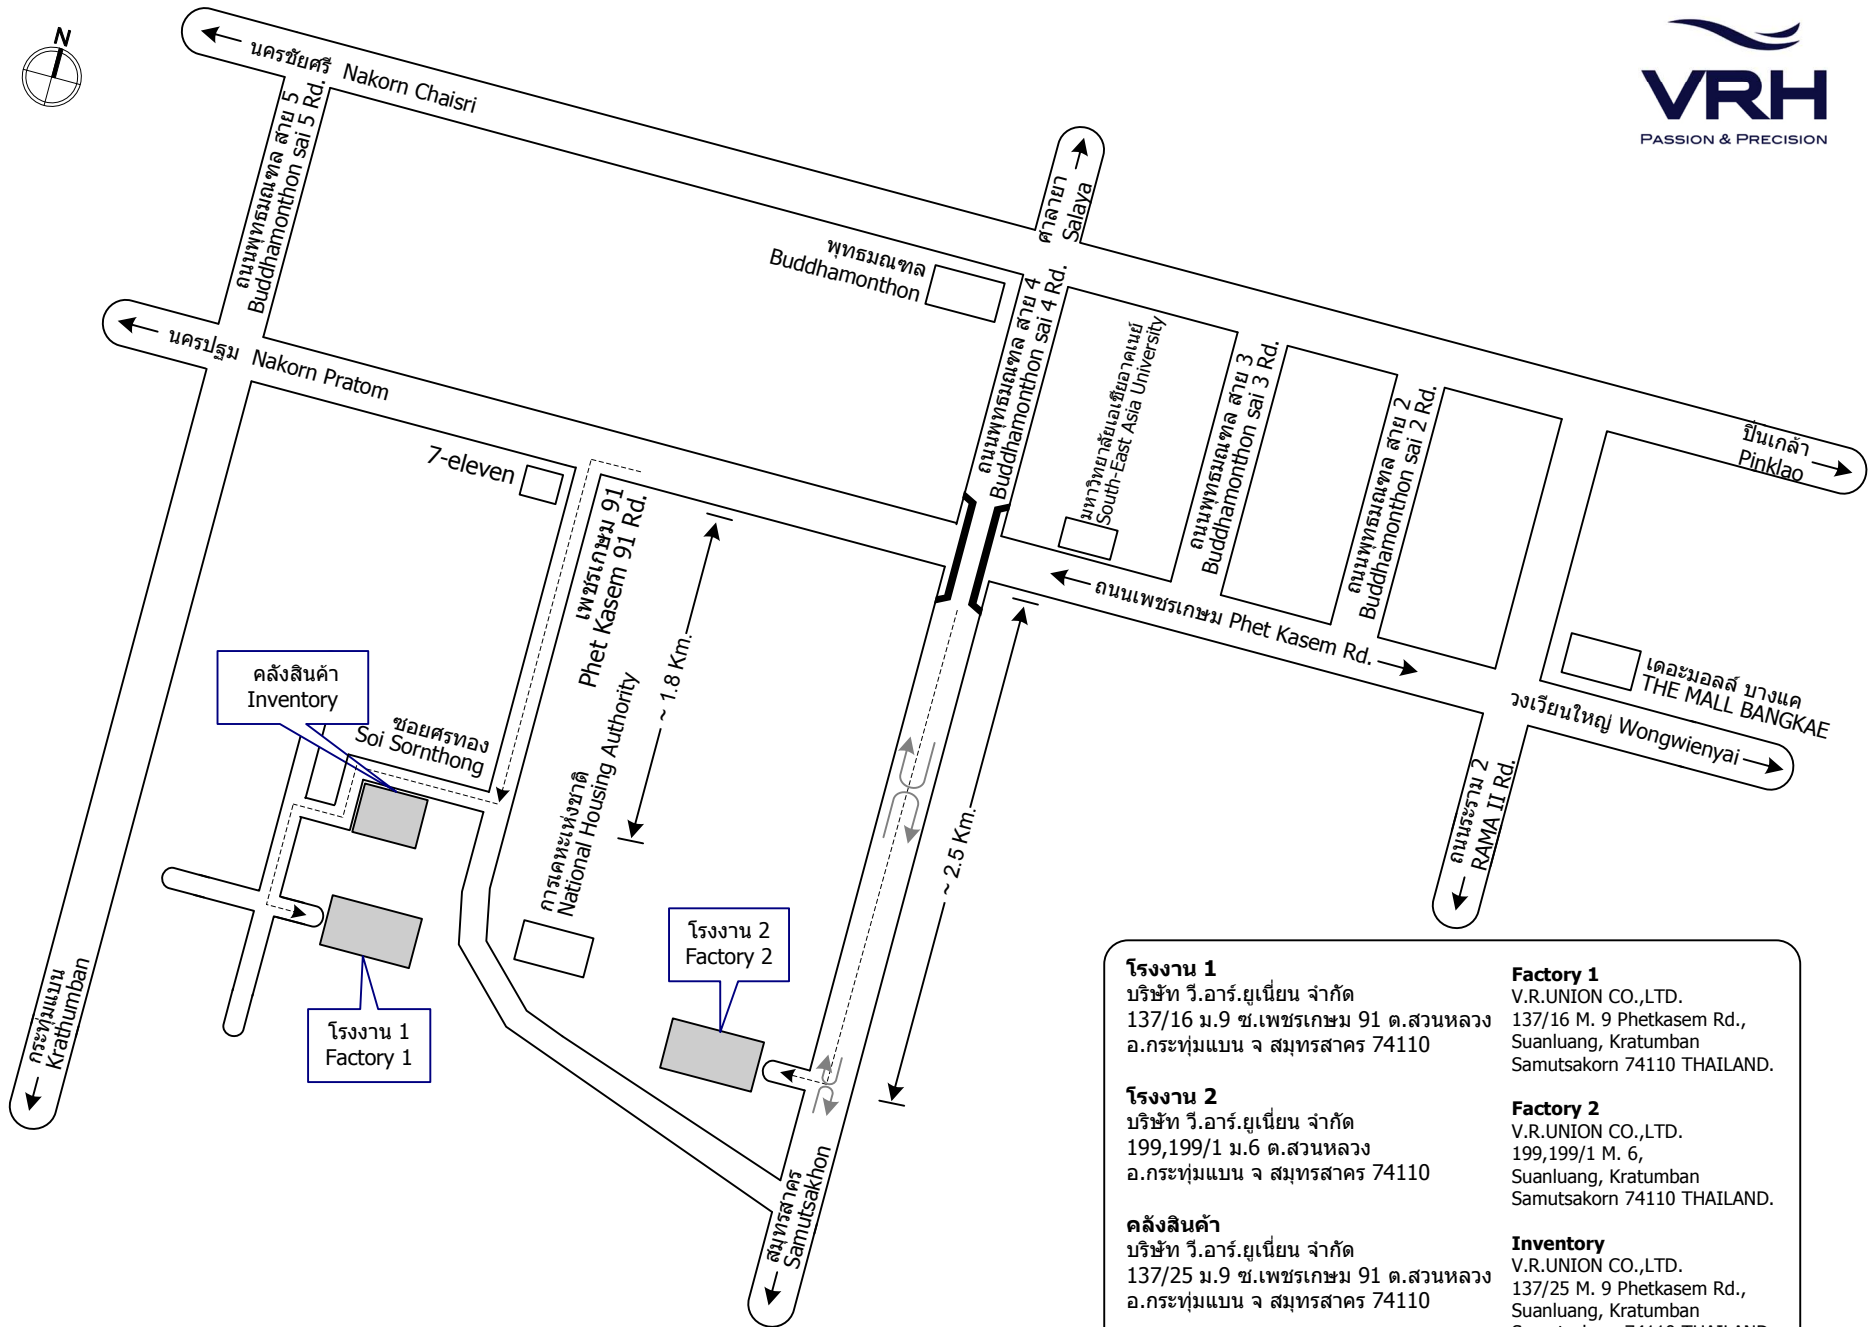 N
VRH
PASSION & PRECISION
นครชัยศรี Nakorn Chaisri
ถนนพุทธมณฑล สาย 5
Buddhamonthon sai 5 Rd.
ศาลายา
Salaya
พุทธมณฑล
Buddhamonthon
ถนนพุทธมณฑล สาย 4
Buddhamonthon sai 4 Rd.
มหาวิทยาลัยเอเชียอาคเนย์
South-East Asia University
ถนนพุทธมณฑล สาย 3
Buddhamonthon sai 3 Rd.
ถนนพุทธมณฑล สาย 2
Buddhamonthon sai 2 Rd.
ปิ่นเกล้า
Pinklao
นครปฐม Nakorn Pratom
7-eleven
เพชรเกษม 91
Phet Kasem 91 Rd.
~ 1.8 Km.
ถนนเพชรเกษม Phet Kasem Rd.
เดอะมอลล์ บางแค
THE MALL BANGKAE
วงเวียนใหญ่ Wongwienyai
ถนนระราม 2
RAMA II Rd.
คลังสินค้า
Inventory
ซอยศรทอง
Soi Sornthong
การเคหะแห่งชาติ
National Housing Authority
~ 2.5 Km.
โรงงาน 2
Factory 2
โรงงาน 1
Factory 1
กระทุ่มแบน
Krathumban
สมุทรสาคร
Samutsakhon
โรงงาน 1
บริษัท วี.อาร์.ยูเนี่ยน จำกัด
137/16 ม.9 ซ.เพชรเกษม 91 ต.สวนหลวง
อ.กระทุ่มแบน จ สมุทรสาคร 74110
Factory 1
V.R.UNION CO.,LTD.
137/16 M. 9 Phetkasem Rd.,
Suanluang, Kratumban
Samutsakorn 74110 THAILAND.
โรงงาน 2
บริษัท วี.อาร์.ยูเนี่ยน จำกัด
199,199/1 ม.6 ต.สวนหลวง
อ.กระทุ่มแบน จ สมุทรสาคร 74110
Factory 2
V.R.UNION CO.,LTD.
199,199/1 M. 6,
Suanluang, Kratumban
Samutsakorn 74110 THAILAND.
คลังสินค้า
บริษัท วี.อาร์.ยูเนี่ยน จำกัด
137/25 ม.9 ซ.เพชรเกษม 91 ต.สวนหลวง
อ.กระทุ่มแบน จ สมุทรสาคร 74110
Inventory
V.R.UNION CO.,LTD.
137/25 M. 9 Phetkasem Rd.,
Suanluang, Kratumban